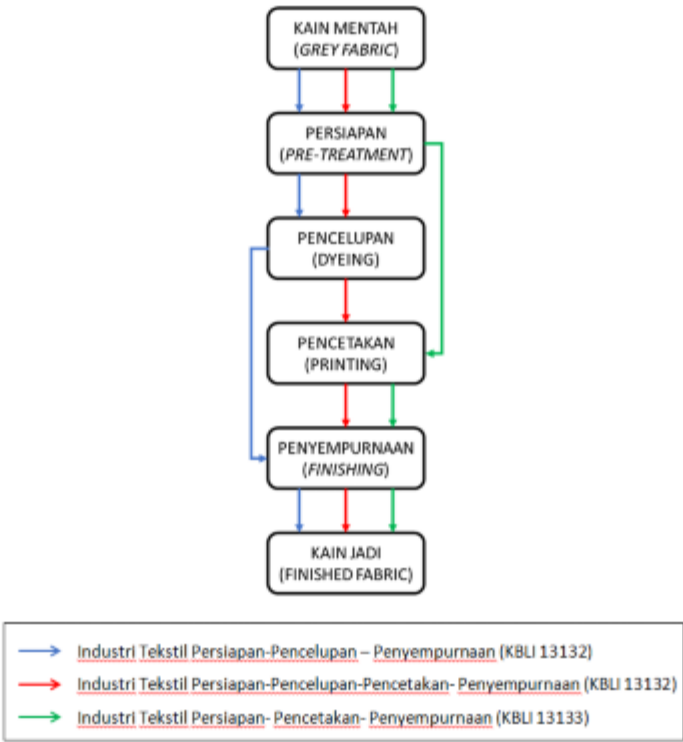 KAIN MENTAH
(GREY FABRIC)
PERSIAPAN
(PRE-TREATMENT)
PENCELUPAN
(DYEING)
PENCETAKAN
(PRINTING)
PENYEMPURNAAN
(FINISHING)
KAIN JADI
(FINISHED FABRIC)
Industri Tekstil Persiapan-Pencelupan – Penyempurnaan (KBLI 13132)
Industri Tekstil Persiapan-Pencelupan-Pencetakan- Penyempurnaan (KBLI 13132)
Industri Tekstil Persiapan- Pencetakan- Penyempurnaan (KBLI 13133)